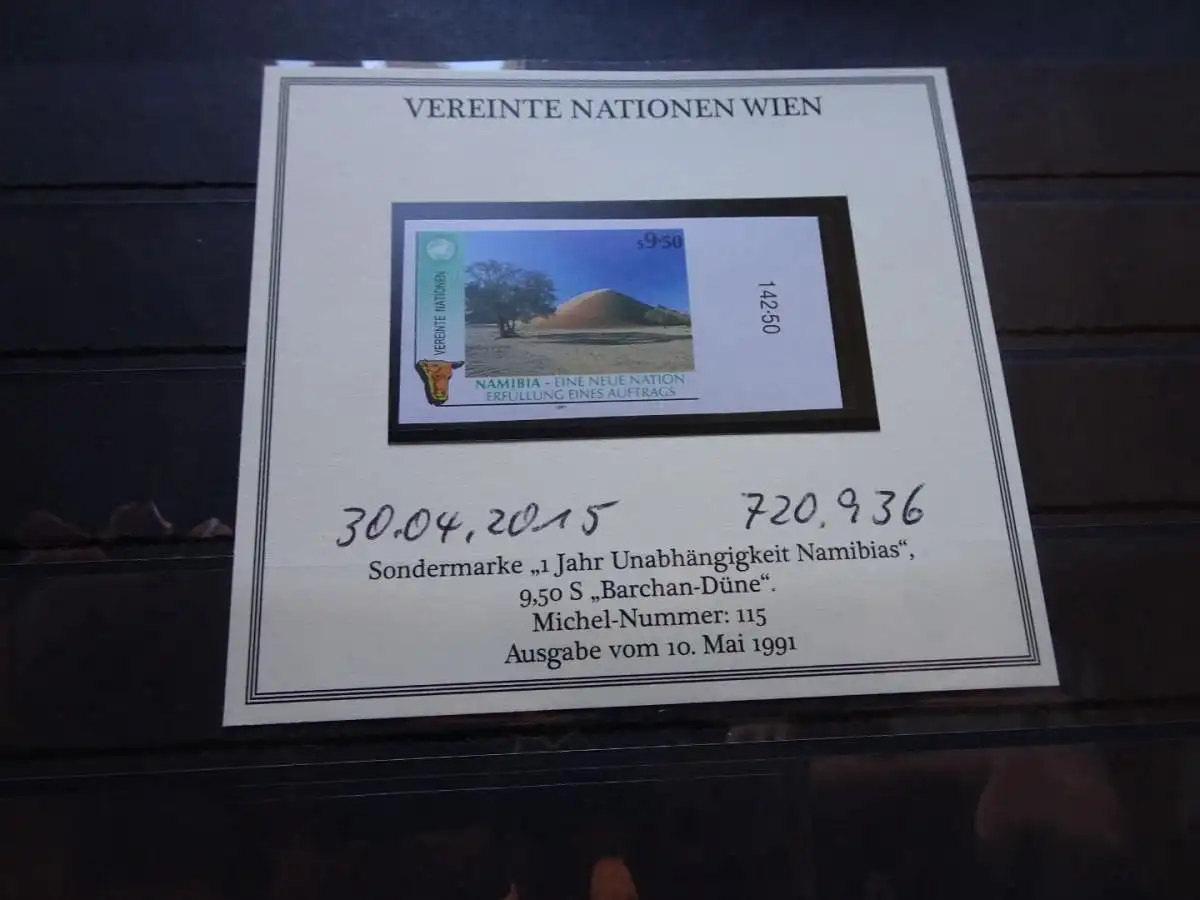 VEREINTE NATIONEN WIEN
S9·50
VEREINTE NATIONEN
142·50
NAMIBIA - EINE NEUE NATION
ERFÜLLUNG EINES AUFTRAGS
30.04.2015 720.936
Sondermarke „1 Jahr Unabhängigkeit Namibias“,
9,50 S „Barchan-Düne“.
Michel-Nummer: 115
Ausgabe vom 10. Mai 1991